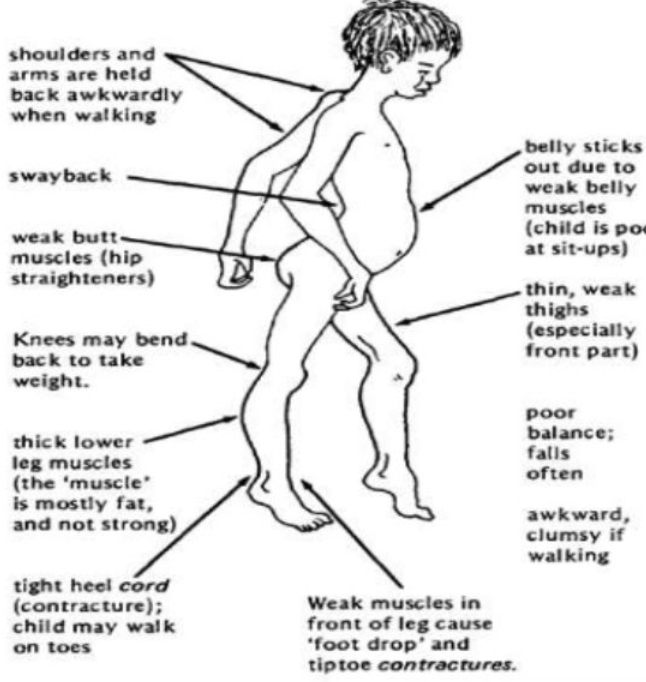 shoulders and
arms are held
back awkwardly
when walking
swayback
weak butt
muscles (hip
straighteners)
Knees may bend
back to take
weight.
thick lower
leg muscles
(the 'muscle'
is mostly fat,
and not strong)
tight heel cord
(contracture);
child may walk
on toes
Weak muscles in
front of leg cause
'foot drop' and
tiptoe contractures.
belly sticks
out due to
weak belly
muscles
(child is
at sit-ups)
thin, weak
thighs
(especially
front part)
poor
balance;
falls
often
awkward,
clumsy if
walking